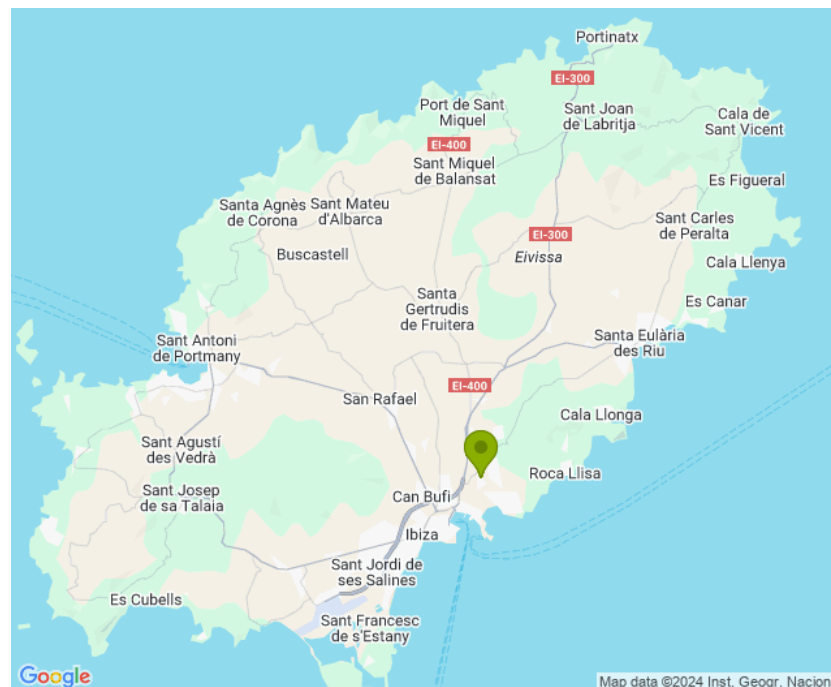 Portinatx
EI-300
Port de Sant
Miquel
Sant Joan
de Labritja
Cala de
Sant Vicent
EI-400
Sant Miquel
de Balansat
Es Figueral
Santa Agnès
de Corona
Sant Mateu
d'Albarca
Sant Carles
de Peralta
EI-300
Buscastell
Eivissa
Cala Llenya
Santa
Gertrudis
de Fruitera
Es Canar
Sant Antoni
de Portmany
Santa Eulària
des Riu
EI-400
San Rafael
Cala Llonga
Sant Agustí
des Vedrà
Roca Llisa
Sant Josep
de sa Talaia
Can Bufi
Ibiza
Sant Jordi de
ses Salines
Es Cubells
Sant Francesc
de s'Estany
Google
Map data ©2024 Inst. Geogr. Nacion